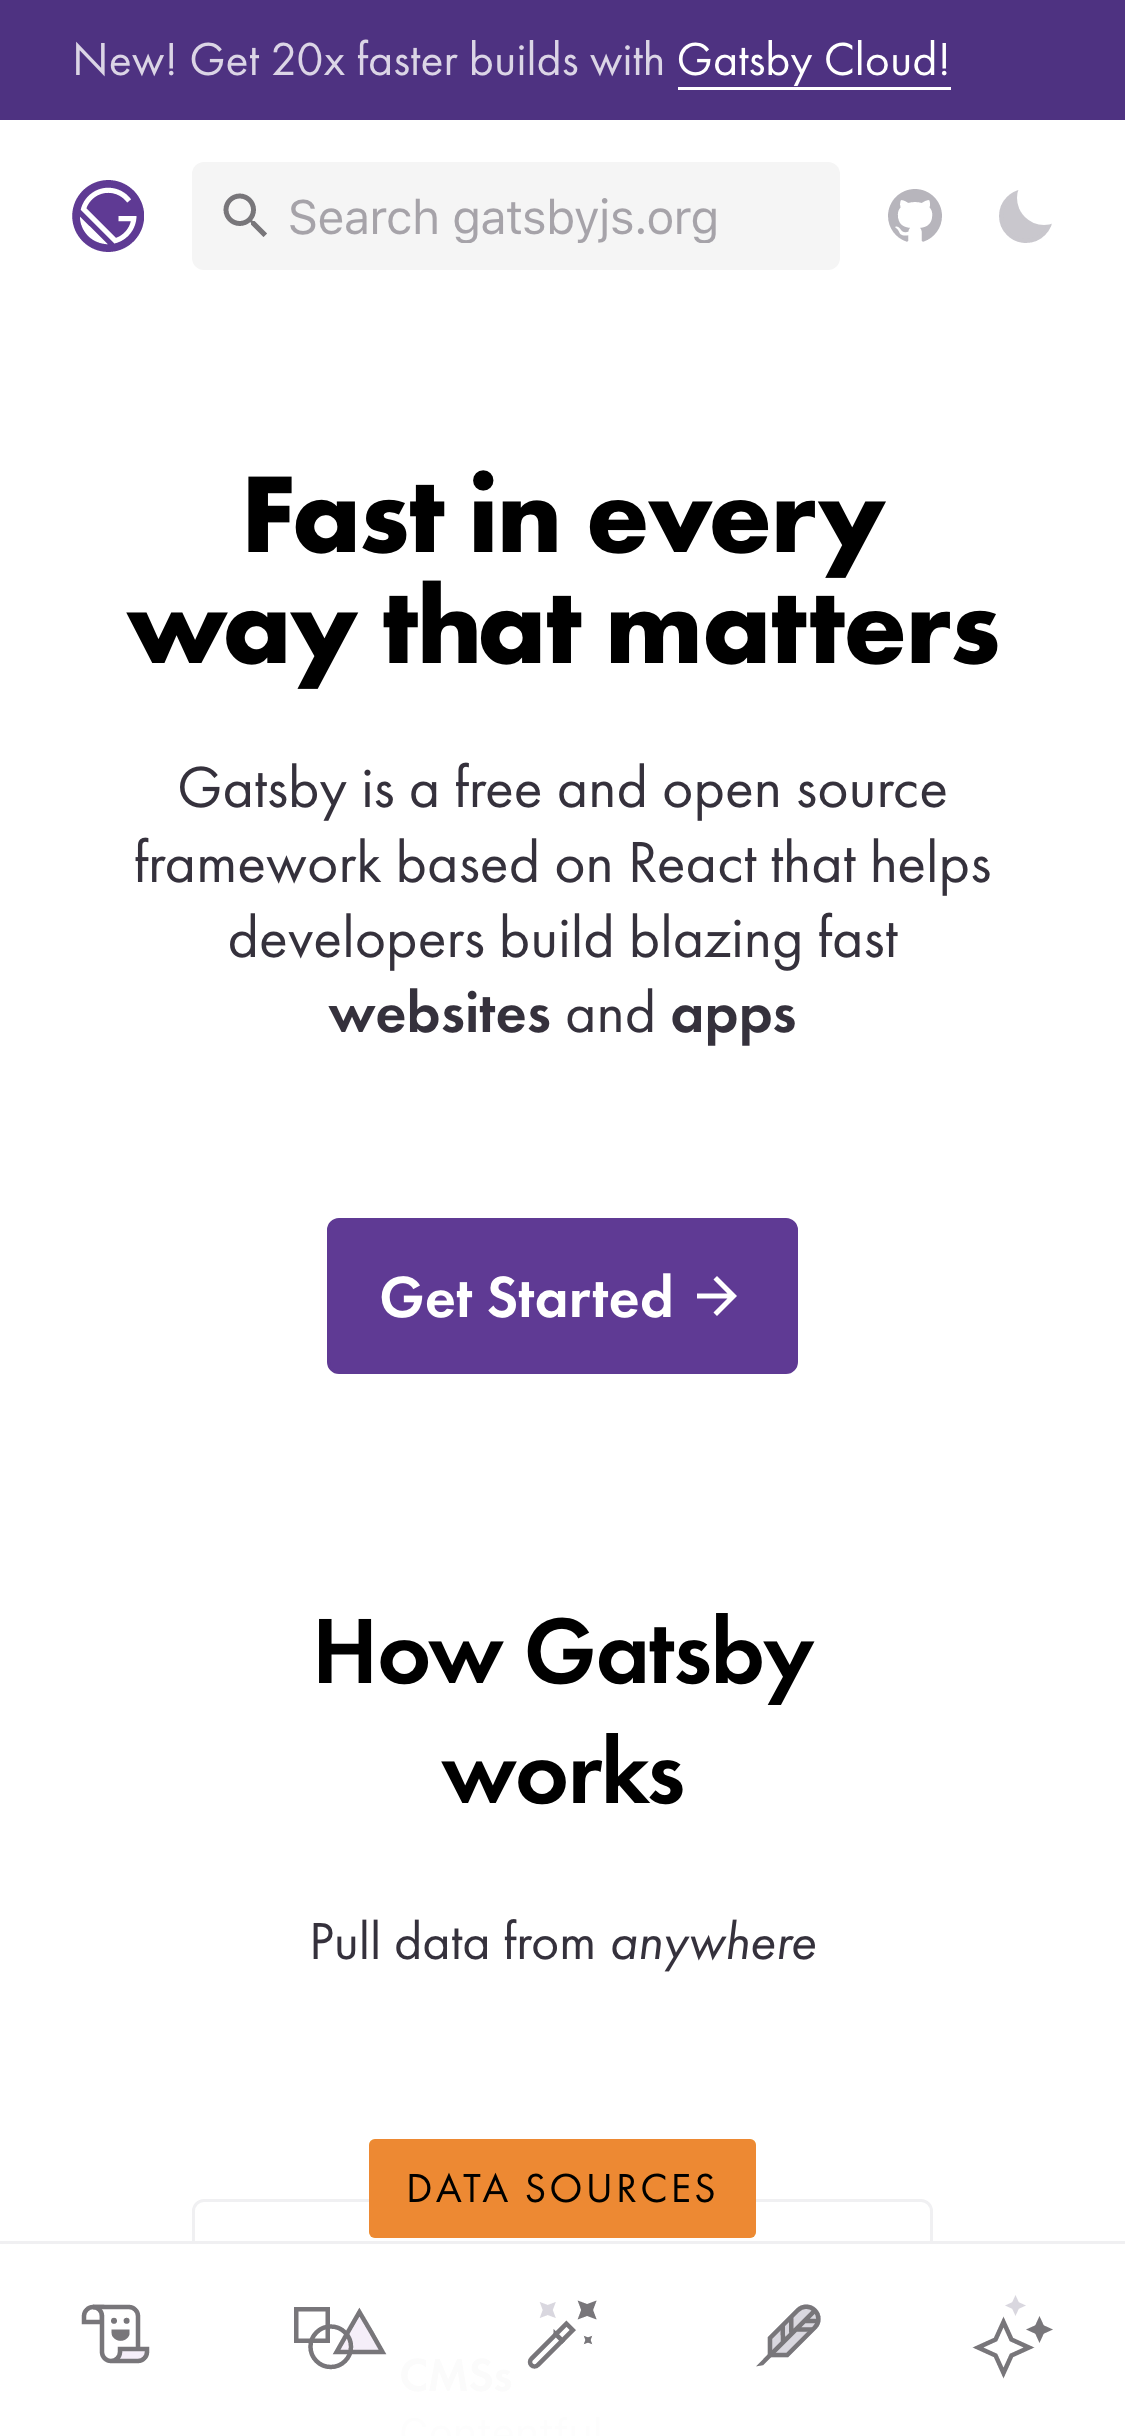 New! Get 20x faster builds with Gatsby Cloud!
Search gatsbyjs.org
Fast in every
way that matters
Gatsby is a free and open source
framework based on React that helps
developers build blazing fast
websites and apps
Get Started →
How Gatsby
works
Pull data from anywhere
DATA SOURCES
CMSs